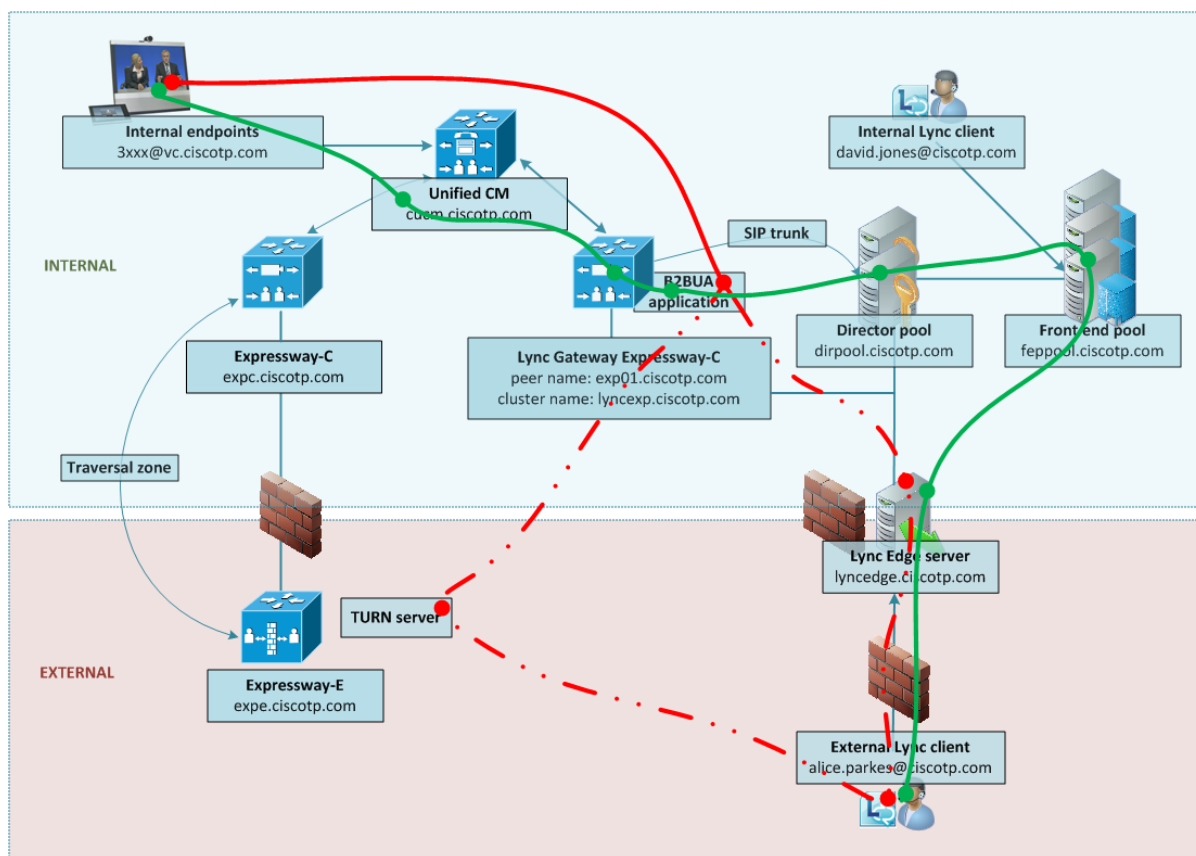 Internal endpoints
3xxx@vc.ciscotp.com
Unified CM
cucm.ciscotp.com
Internal Lync client
david.jones@ciscotp.com
SIP trunk
INTERNAL
B2BUA
application
Director pool
dirpool.ciscotp.com
Front end pool
feppool.ciscotp.com
Expressway-C
expc.ciscotp.com
Lync Gateway Expressway-C
peer name: exp01.ciscotp.com
cluster name: lyncexp.ciscotp.com
Traversal zone
Lync Edge server
lyncedge.ciscotp.com
TURN server
EXTERNAL
Expressway-E
expe.ciscotp.com
External Lync client
alice.parkes@ciscotp.com